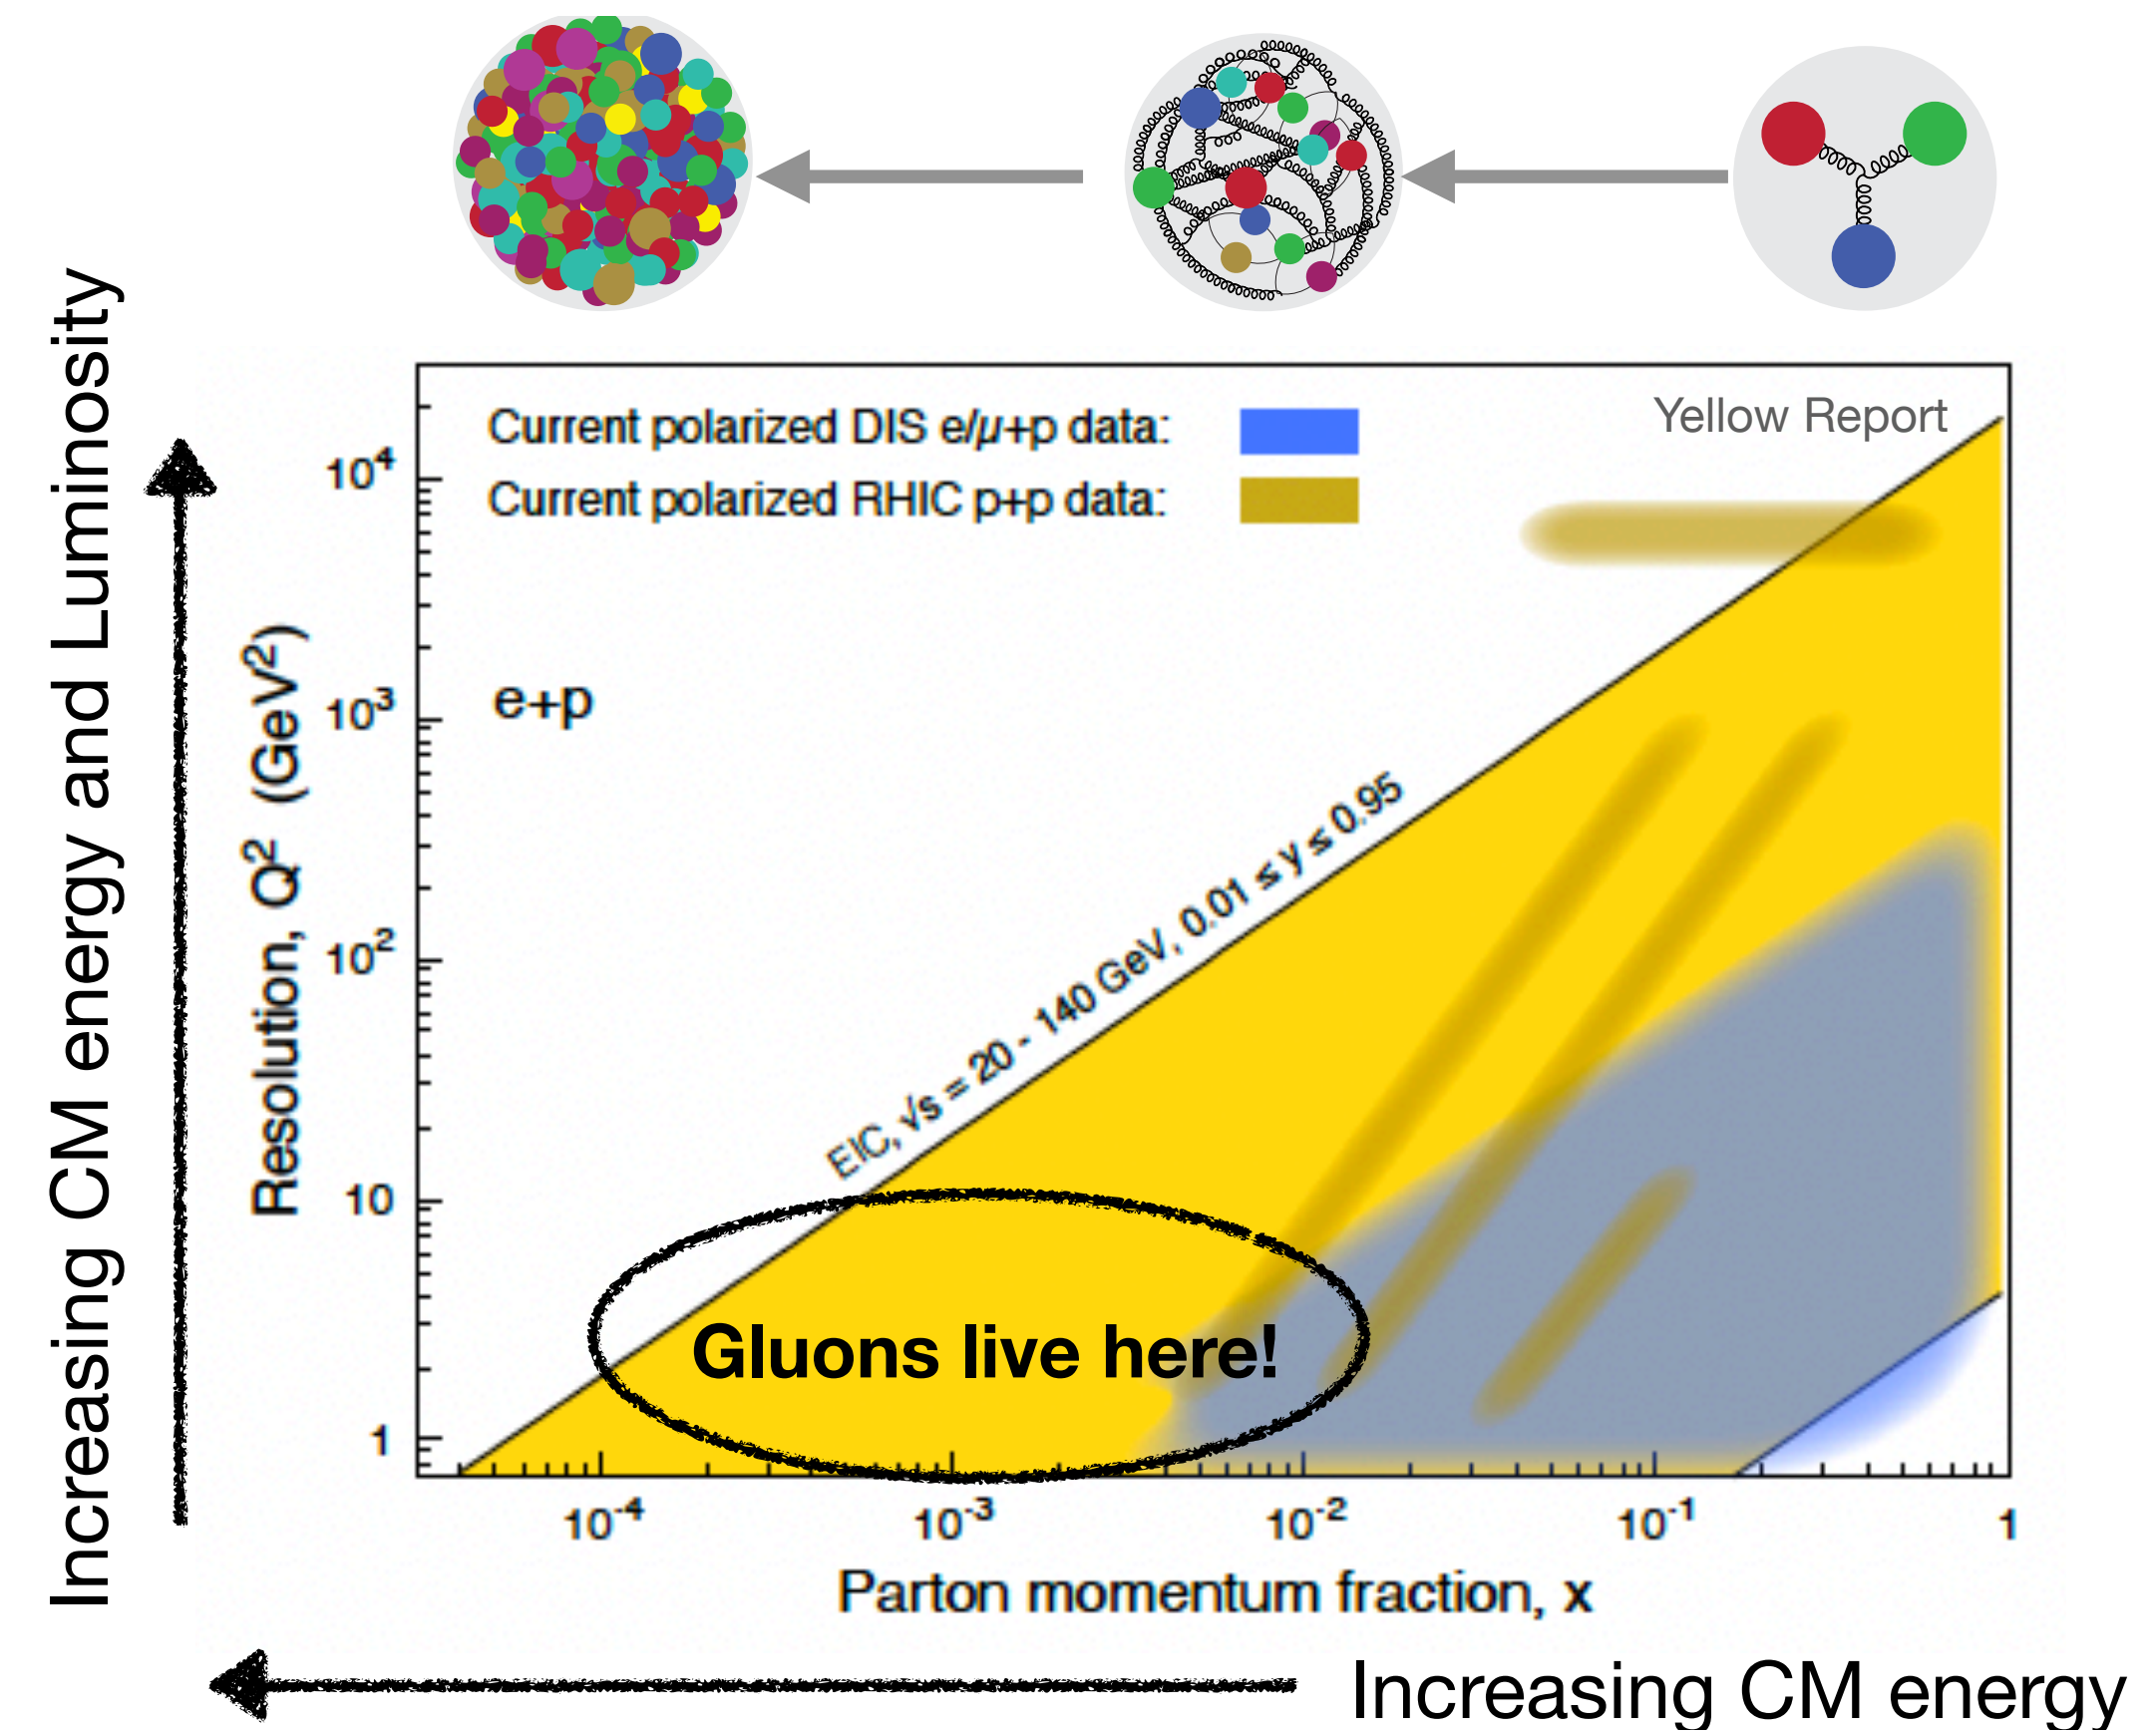 Increasing CM energy and Luminosity
Current polarized DIS e/μ+p data:
Current polarized RHIC p+p data:
Yellow Report
Resolution, Q² (GeV²)
10⁴
10³
10²
10
1
e+p
EIC, √s = 20 - 140 GeV, 0.01 ≤ y ≤ 0.95
Gluons live here!
10⁻⁴ 10⁻³ 10⁻² 10⁻¹ 1
Parton momentum fraction, x
Increasing CM energy